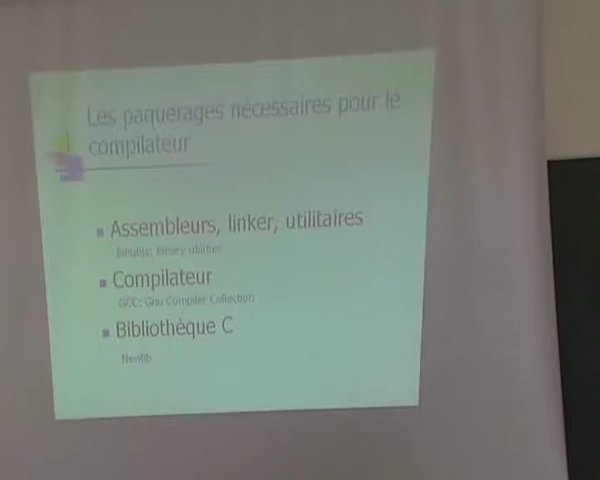 Les paquerages nécessaires pour le
compilateur
Assembleurs, linker, utilitaires
Binutils: binary utilities
Compilateur
GCC: Gnu Compiler Collection
Bibliothèque C
Newlib